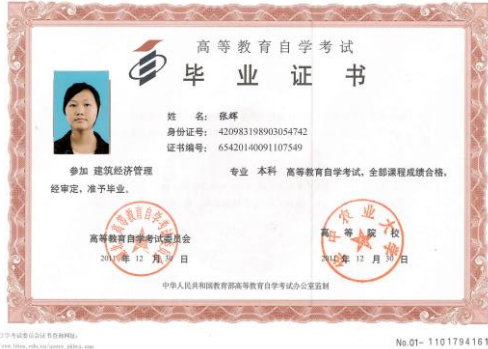 高等教育自学考试
毕业证书
姓 名: 张辉
身份证号: 420983198903054742
证书编号: 65420140091107549
参加 建筑经济管理 专业 本科 高等教育自学考试,全部课程成绩合格,
经审定,准予毕业。
高等教育自学考试委员会
高等院校
年 12 月 30 日
年 12 月 30 日
中华人民共和国教育部高等教育自学考试办公室监制
No.01- 1101794161